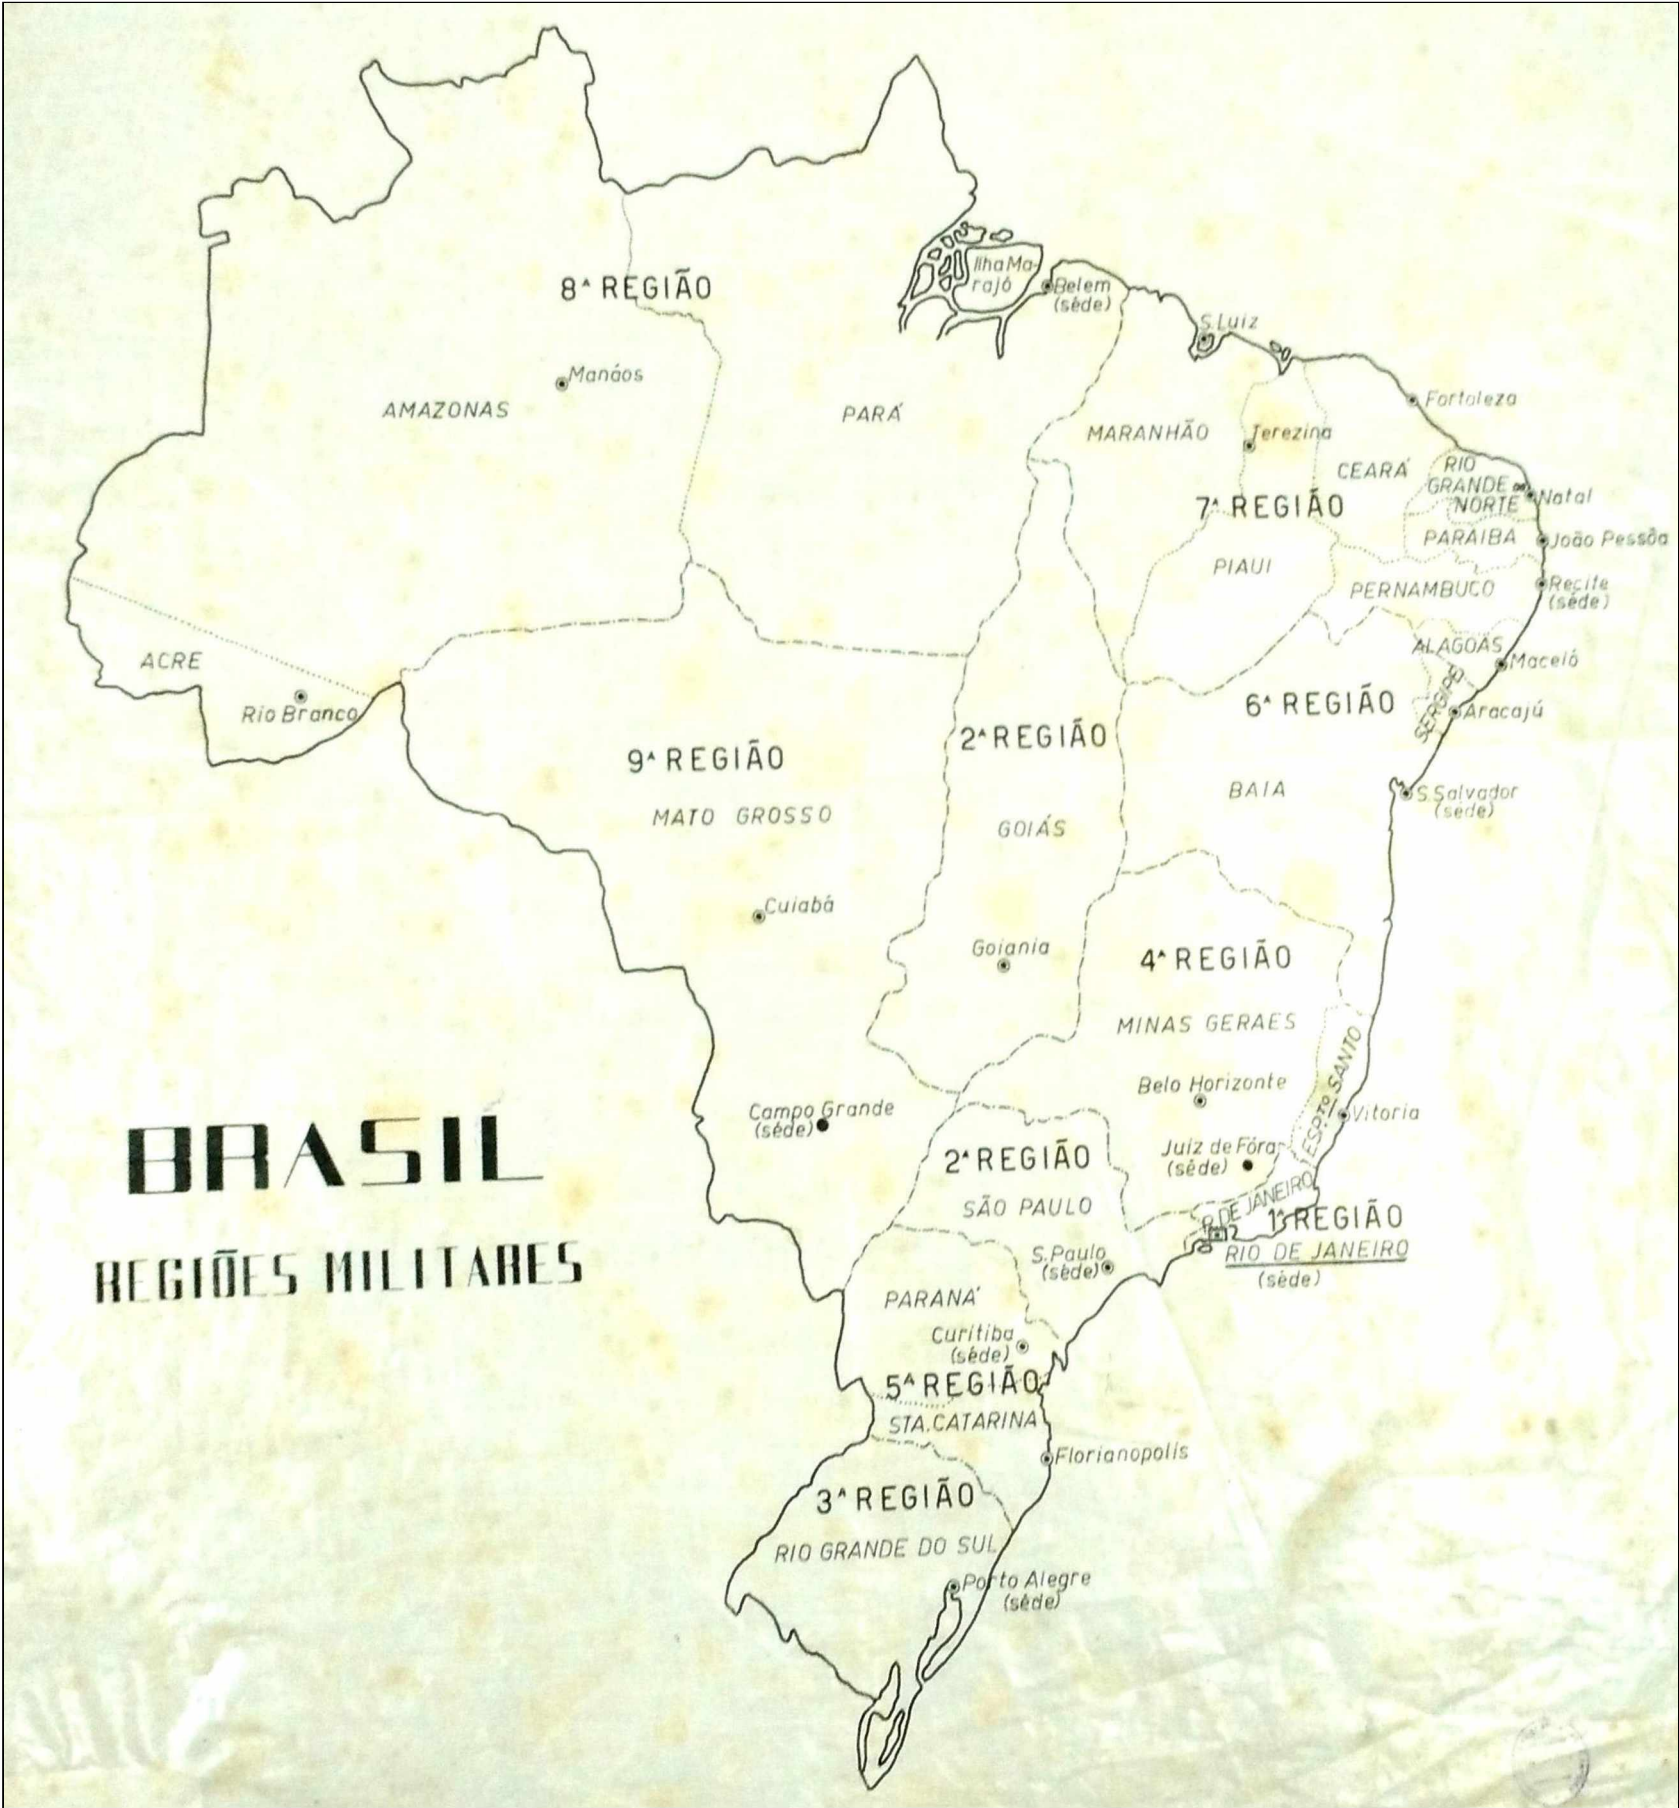 8ᴬ REGIÃO
Ilha Ma-
rajó
Belem
(séde)
S. Luiz
Manáos
AMAZONAS
PARÁ
MARANHÃO
Terezina
Fortaleza
CEARÁ
RIO
GRANDE
NORTE
Natal
7ᴬ REGIÃO
PARAIBA
João Pessôa
PIAUI
PERNAMBUCO
Recife
(séde)
ACRE
Rio Branco
ALAGOAS
Maceió
SERGIPE
Aracajú
6ᴬ REGIÃO
2ᴬ REGIÃO
9ᴬ REGIÃO
MATO GROSSO
BAIA
S. Salvador
(séde)
GOIÁS
Cuiabá
Goiania
4ᴬ REGIÃO
MINAS GERAES
ESP.TO SANTO
Belo Horizonte
Vitoria
Campo Grande
(séde)
BRASIL
2ᴬ REGIÃO
Juiz de Fóra
(séde)
SÃO PAULO
R. DE JANEIRO
1ᴬ REGIÃO
RIO DE JANEIRO
(séde)
S. Paulo
(séde)
REGIÕES MILITARES
PARANÁ
Curitiba
(séde)
5ᴬ REGIÃO
STA. CATARINA
Florianopolis
3ᴬ REGIÃO
RIO GRANDE DO SUL
Porto Alegre
(séde)